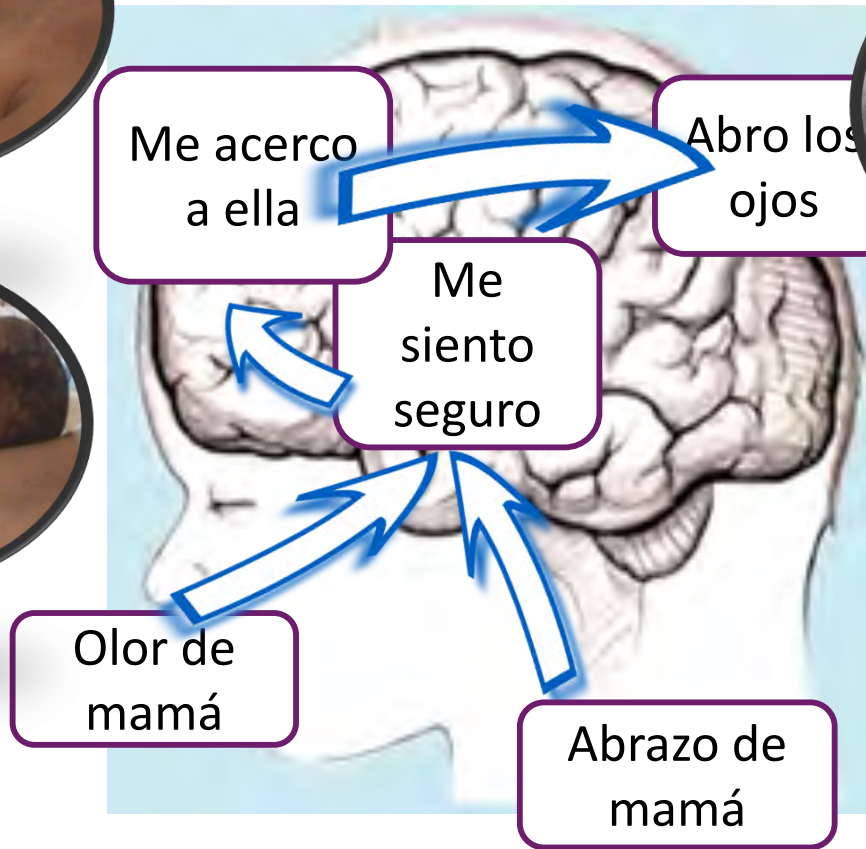 Me acerco
a ella
Abro los
ojos
Me
siento
seguro
Olor de
mamá
Abrazo de
mamá